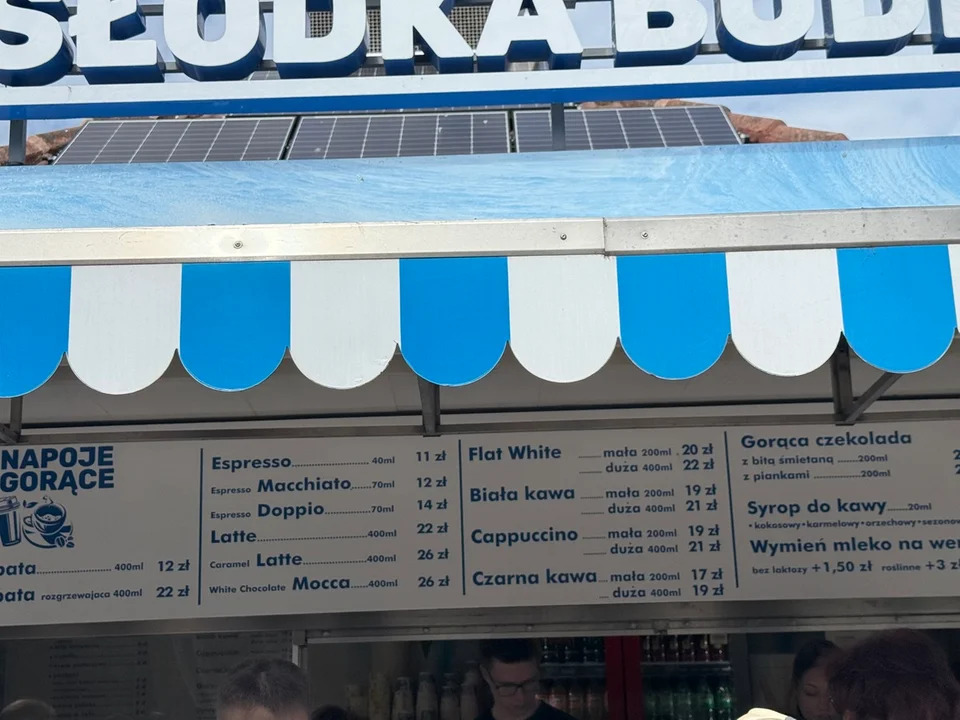 SŁODKA BUD
NAPOJE
GORĄCE
400ml 12 zł
rozgrzewająca 400ml 22 zł
Espresso 40ml 11 zł
Espresso Macchiato 70ml 12 zł
Espresso Doppio 70ml 14 zł
Latte 400ml 22 zł
Caramel Latte 400ml 26 zł
White Chocolate Mocca 400ml 26 zł
Flat White mała 200ml 20 zł
duża 400ml 22 zł
Biała kawa mała 200ml 19 zł
duża 400ml 21 zł
Cappuccino mała 200ml 19 zł
duża 400ml 21 zł
Czarna kawa mała 200ml 17 zł
duża 400ml 19 zł
Gorąca czekolada
z bitą śmietaną 200ml
z piankami 200ml
Syrop do kawy 20ml
•kokosowy•karmelowy•orzechowy•sezonow
Wymień mleko na
bez laktozy +1,50 zł roslinne +3 z